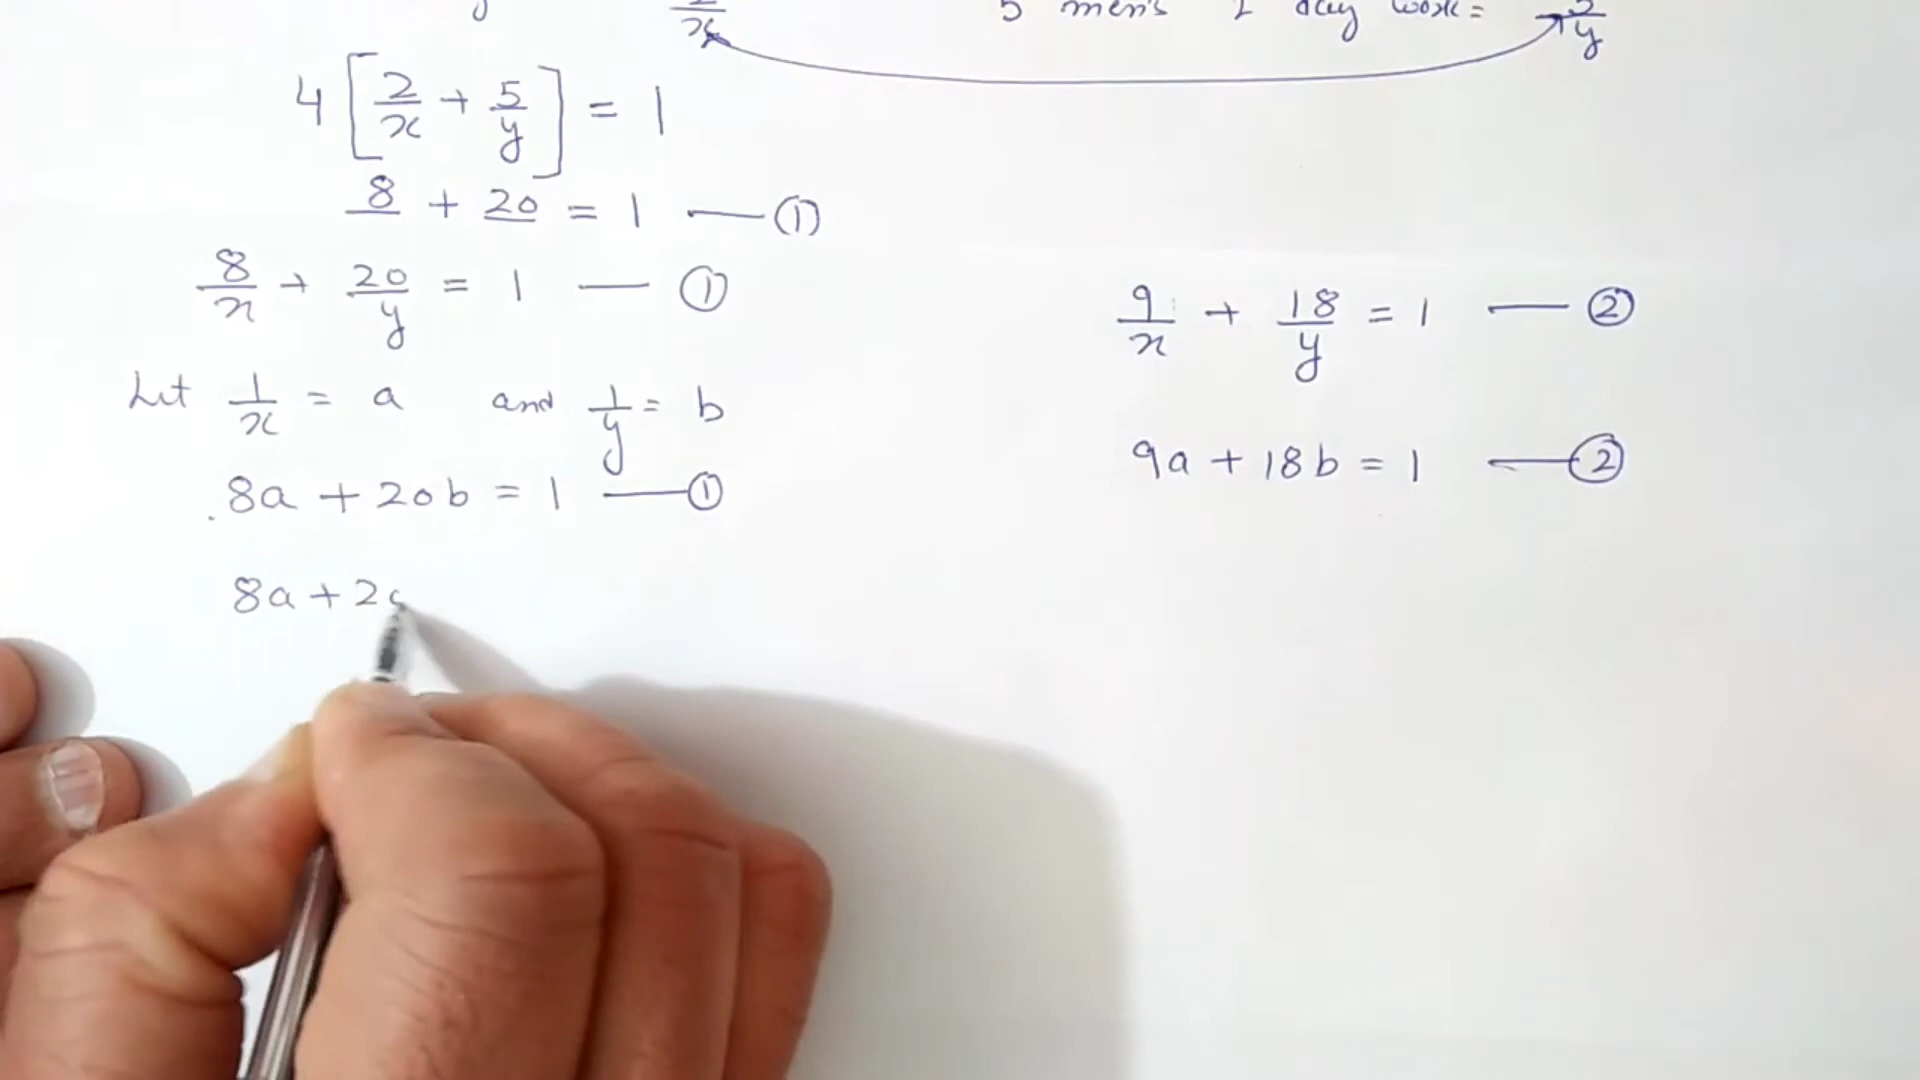 2/x 5 men's 1 day work = 5/y
4[2/x + 5/y] = 1
8 + 20 = 1 — ①
8/x + 20/y = 1 — ①
9/x + 18/y = 1 — ②
Let 1/x = a and 1/y = b
9a + 18b = 1 — ②
8a + 20b = 1 — ①
8a + 2